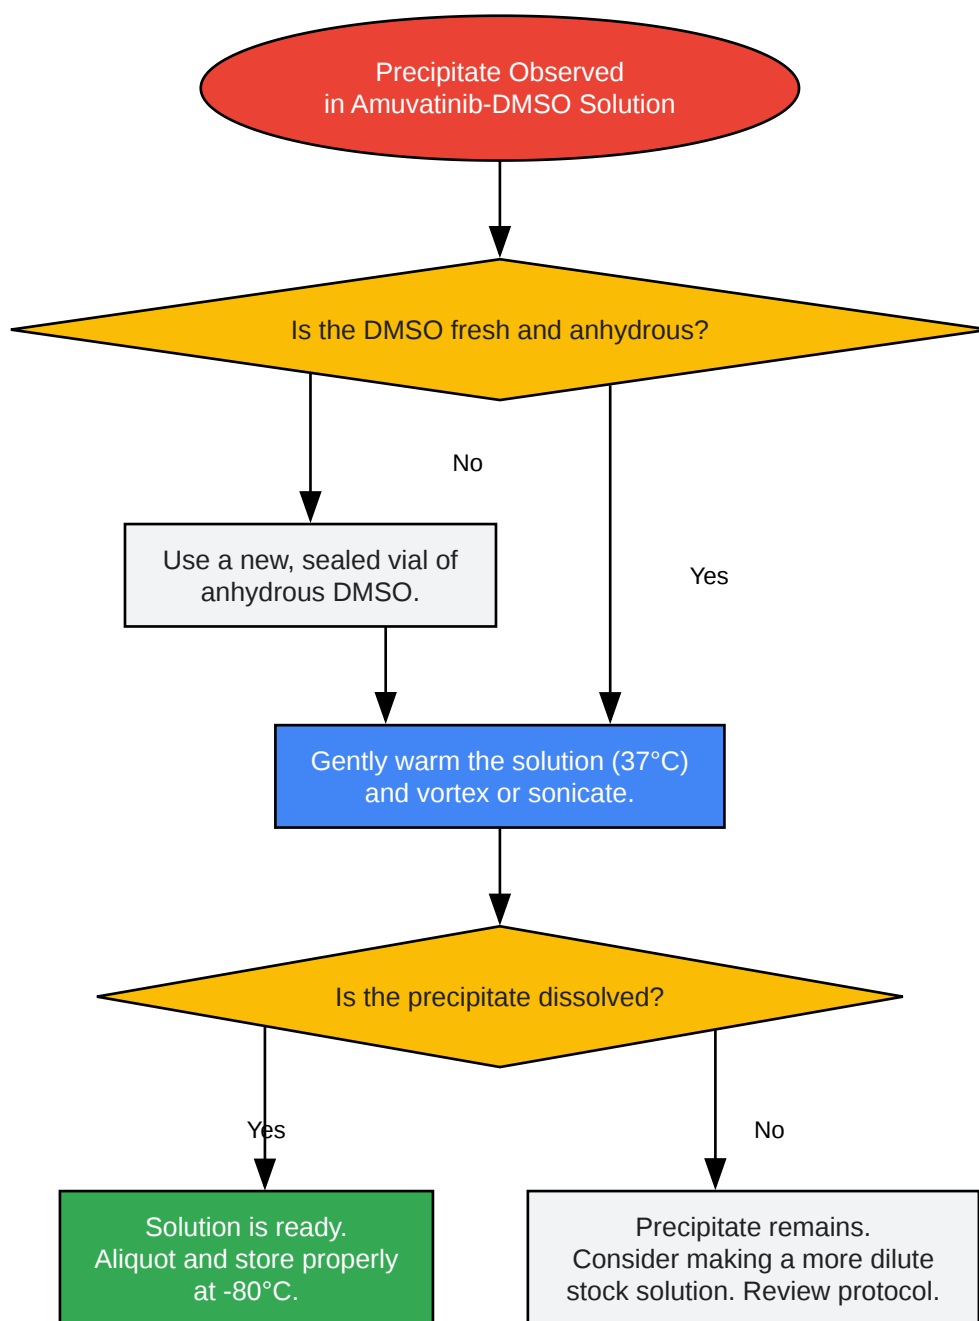 Precipitate Observed
in Amuvatinib-DMSO Solution
Is the DMSO fresh and anhydrous?
No
Use a new, sealed vial of
anhydrous DMSO.
Yes
Gently warm the solution (37°C)
and vortex or sonicate.
Is the precipitate dissolved?
Yes
No
Solution is ready.
Aliquot and store properly
at -80°C.
Precipitate remains.
Consider making a more dilute
stock solution. Review protocol.